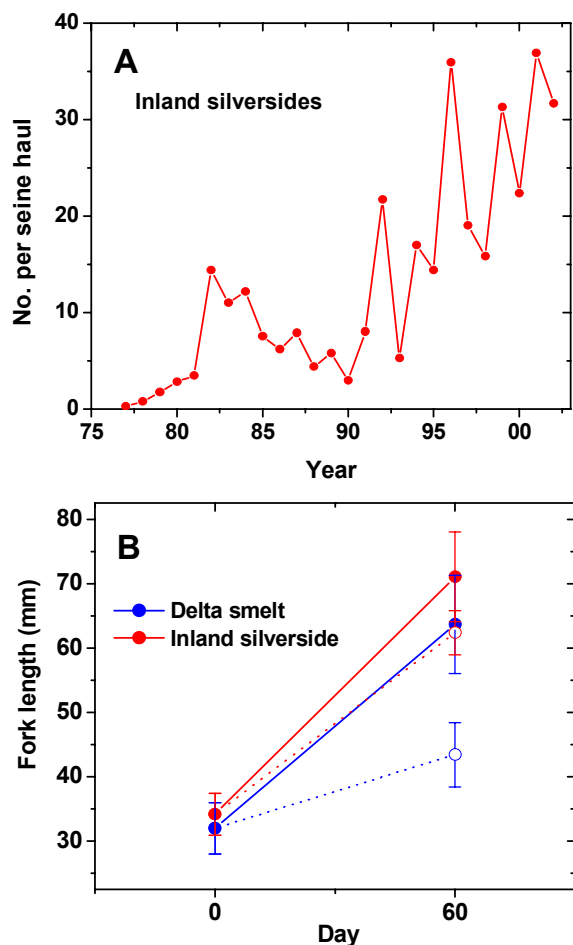 A
Inland silversides
No. per seine haul
40
30
20
10
0
75 80 85 90 95 00
Year
B
Delta smelt
Inland silverside
Fork length (mm)
80
70
60
50
40
30
0 60
Day